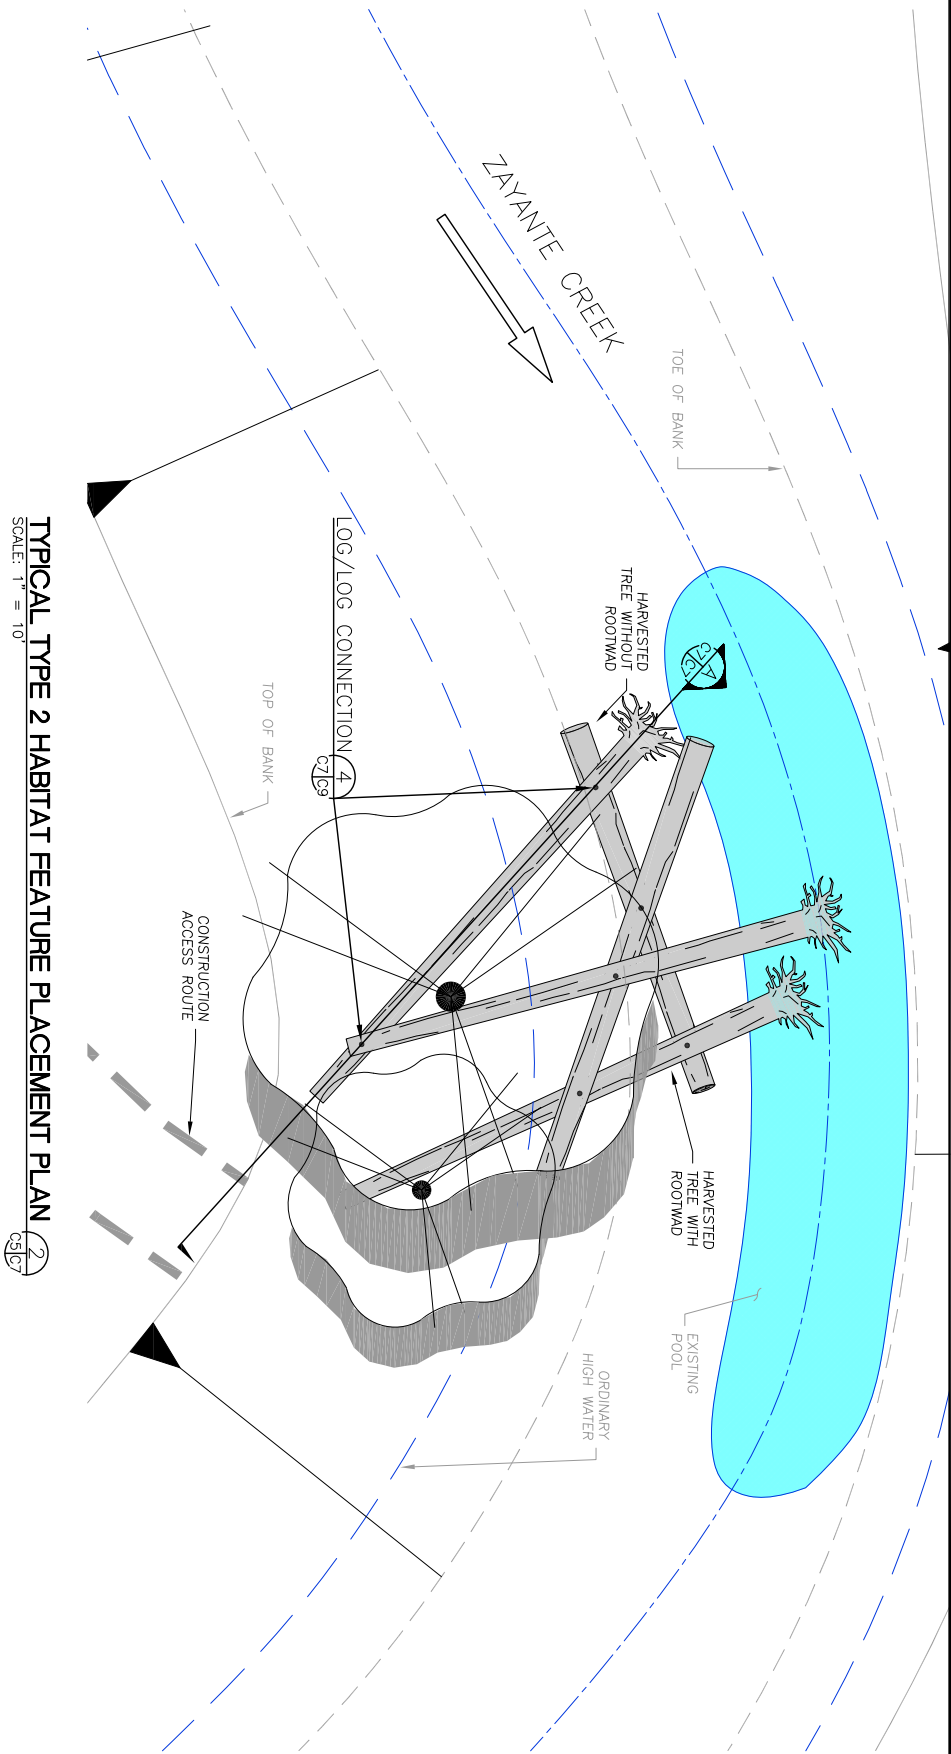 ZAYANTE CREEK
TOE OF BANK
HARVESTED
TREE WITHOUT
ROOTWAD
A
C7 C7
LOG/LOG CONNECTION
4
C7 C9
TOP OF BANK
CONSTRUCTION
ACCESS ROUTE
HARVESTED
TREE WITH
ROOTWAD
EXISTING
POOL
ORDINARY
HIGH WATER
TYPICAL TYPE 2 HABITAT FEATURE PLACEMENT PLAN
SCALE: 1" = 10'
2
C5 C7